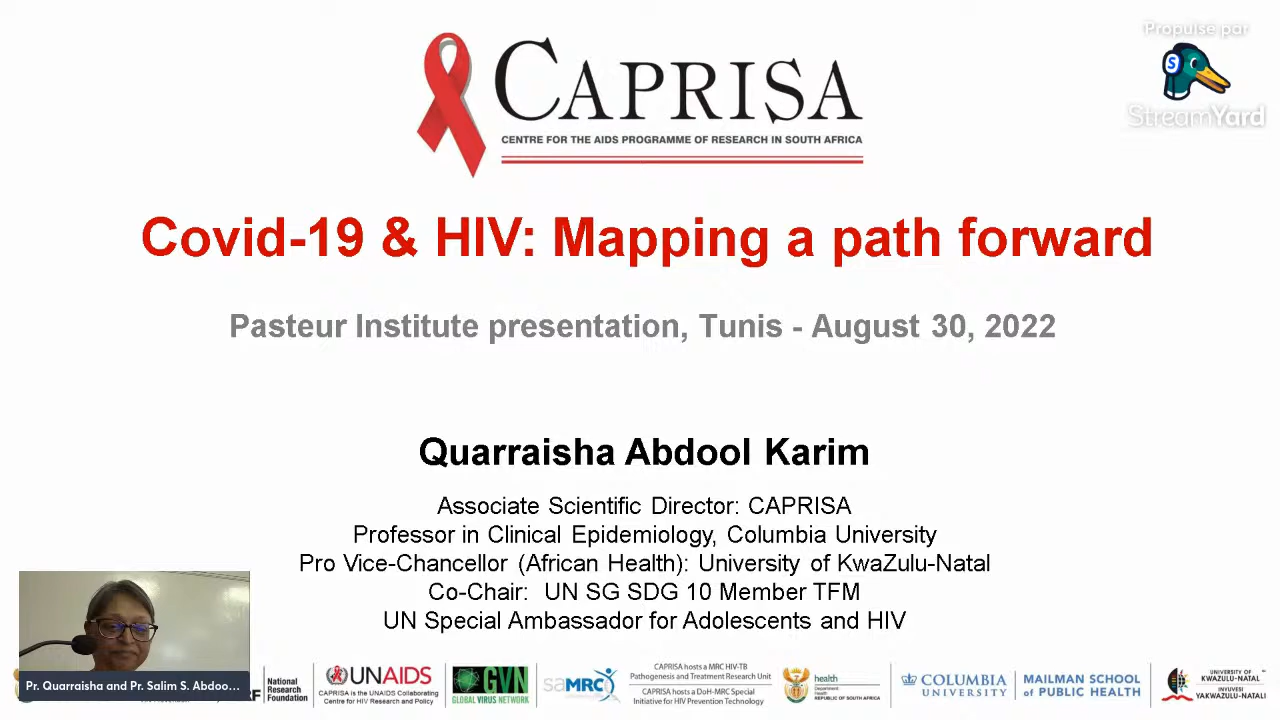 Propulse par
StreamYard
CAPRISA
CENTRE FOR THE AIDS PROGRAMME OF RESEARCH IN SOUTH AFRICA
Covid-19 & HIV: Mapping a path forward
Pasteur Institute presentation, Tunis - August 30, 2022
Quarraisha Abdool Karim
Associate Scientific Director: CAPRISA
Professor in Clinical Epidemiology, Columbia University
Pro Vice-Chancellor (African Health): University of KwaZulu-Natal
Co-Chair: UN SG SDG 10 Member TFM
UN Special Ambassador for Adolescents and HIV
Pr. Quarraisha and Pr. Salim S. Abdoo...
National
Research
Foundation
UNAIDS
CAPRISA is the UNAIDS Collaborating
Centre for HIV Research and Policy
GVN
GLOBAL VIRUS NETWORK
saMRC
CAPRISA hosts a MRC HIV-TB
Pathogenesis and Treatment Research Unit
CAPRISA hosts a DoH-MRC Special
Initiative for HIV Prevention Technology
health
Department:
Health
REPUBLIC OF SOUTH AFRICA
COLUMBIA
UNIVERSITY
MAILMAN SCHOOL
of PUBLIC HEALTH
UNIVERSITY OF
KWAZULU-NATAL
INYUVESI
YAKWAZULU-NATALI